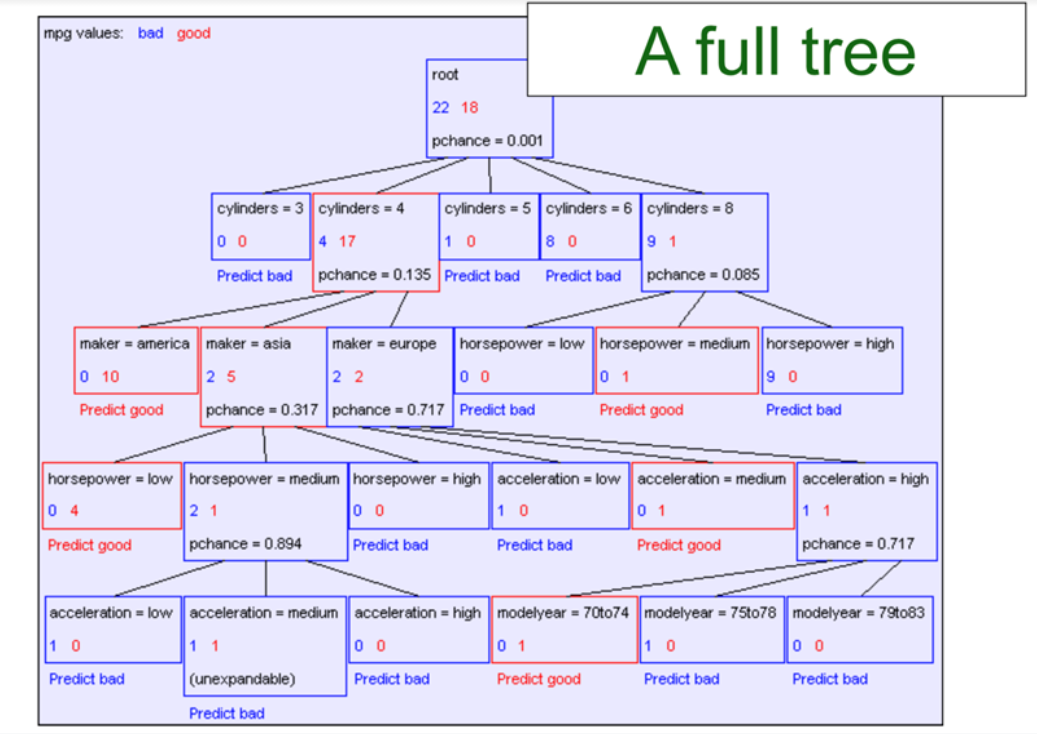 A full tree
mpg values: bad good
root
22 18
pchance = 0.001
cylinders = 3
0 0
Predict bad
cylinders = 4
4 17
pchance = 0.135
cylinders = 5
1 0
Predict bad
cylinders = 6
8 0
Predict bad
cylinders = 8
9 1
pchance = 0.085
maker = america
0 10
Predict good
maker = asia
2 5
pchance = 0.317
maker = europe
2 2
pchance = 0.717
horsepower = low
0 0
Predict bad
horsepower = medium
0 1
Predict good
horsepower = high
9 0
Predict bad
horsepower = low
0 4
Predict good
horsepower = medium
2 1
pchance = 0.894
horsepower = high
0 0
Predict bad
acceleration = low
1 0
Predict bad
acceleration = medium
0 1
Predict good
acceleration = high
1 1
pchance = 0.717
acceleration = low
1 0
Predict bad
acceleration = medium
1 1
(unexpandable)
Predict bad
acceleration = high
0 0
Predict bad
modelyear = 70to74
0 1
Predict good
modelyear = 75to78
1 0
Predict bad
modelyear = 79to83
0 0
Predict bad